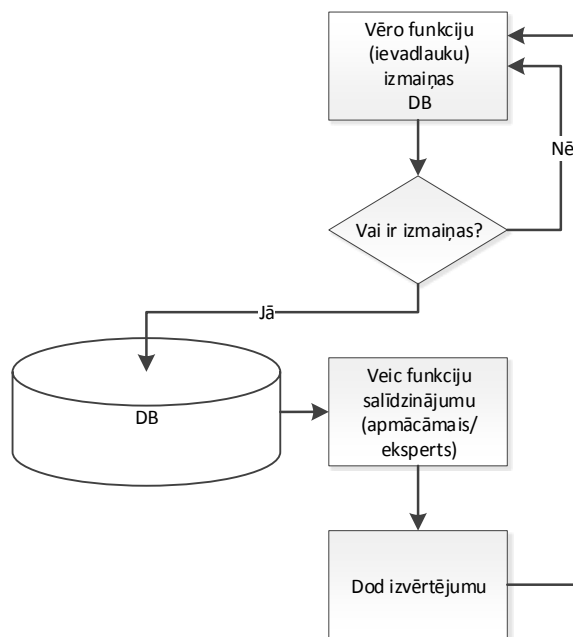 Vēro funkciju
(ievadlauku)
izmaiņas
DB
Nē
Vai ir izmaiņas?
Jā
DB
Veic funkciju
salīdzinājumu
(apmācāmais/
eksperts)
Dod izvērtējumu